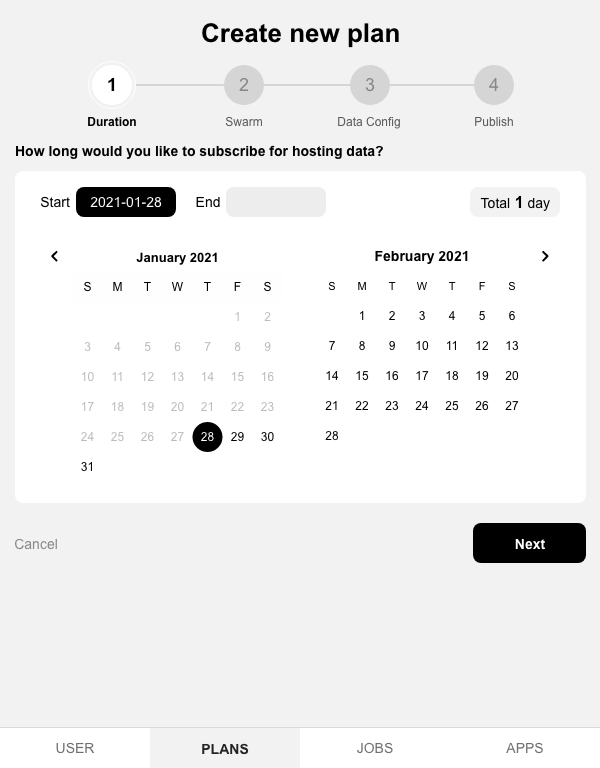 Create new plan
1 2 3 4
Duration Swarm Data Config Publish
How long would you like to subscribe for hosting data?
Start 2021-01-28 End Total 1 day
January 2021
S M T W T F S
1 2
3 4 5 6 7 8 9
10 11 12 13 14 15 16
17 18 19 20 21 22 23
24 25 26 27 28 29 30
31
February 2021
S M T W T F S
1 2 3 4 5 6
7 8 9 10 11 12 13
14 15 16 17 18 19 20
21 22 23 24 25 26 27
28
Cancel Next
USER PLANS JOBS APPS